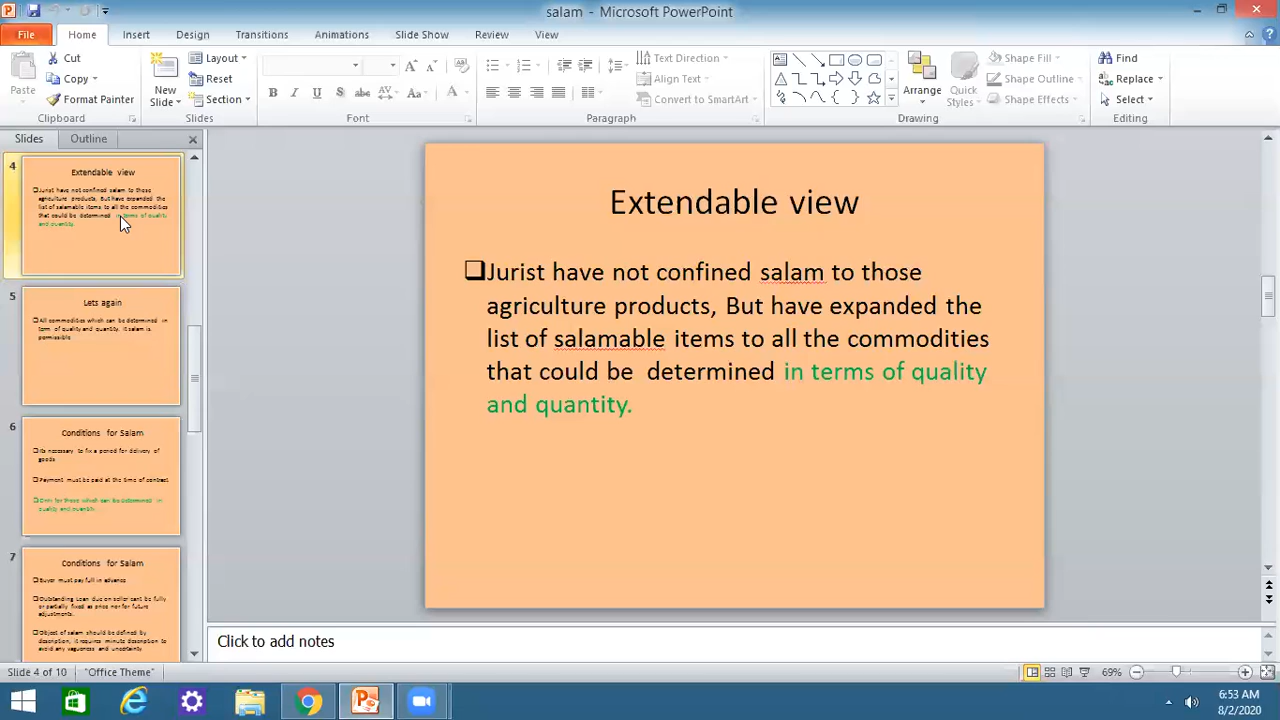 salam - Microsoft PowerPoint
File Home Insert Design Transitions Animations Slide Show Review View
Paste
Cut
Copy
Format Painter
Clipboard
New Slide
Layout
Reset
Section
Slides
Font
Text Direction
Align Text
Convert to SmartArt
Paragraph
Arrange
Quick Styles
Shape Fill
Shape Outline
Shape Effects
Drawing
Find
Replace
Select
Editing
Slides Outline
4
Extendable view
Jurist have not confined salam to those
agriculture products, But have expanded the
list of salamable items to all the commodities
that could be determined in terms of quality
and quantity.
5
Lets again
All commodities which can be determined in
term of quality and quantity. It salam is
permissible
6
Conditions for Salam
Its necessary to fix a period for delivery of
goods
Payment must be paid at the time of contract
Only for those which can be determined in
quality and quantity
7
Conditions for Salam
Buyer must pay full in advance
Outstanding Loan due on seller cant be fully
or partially fixed as price nor for future
adjustments.
Object of salam should be defined by
description, it requires minute description to
avoid any vagueness and uncertainty
Extendable view
Jurist have not confined salam to those
agriculture products, But have expanded the
list of salamable items to all the commodities
that could be determined in terms of quality
and quantity.
Click to add notes
Slide 4 of 10 "Office Theme" 69%
6:53 AM
8/2/2020